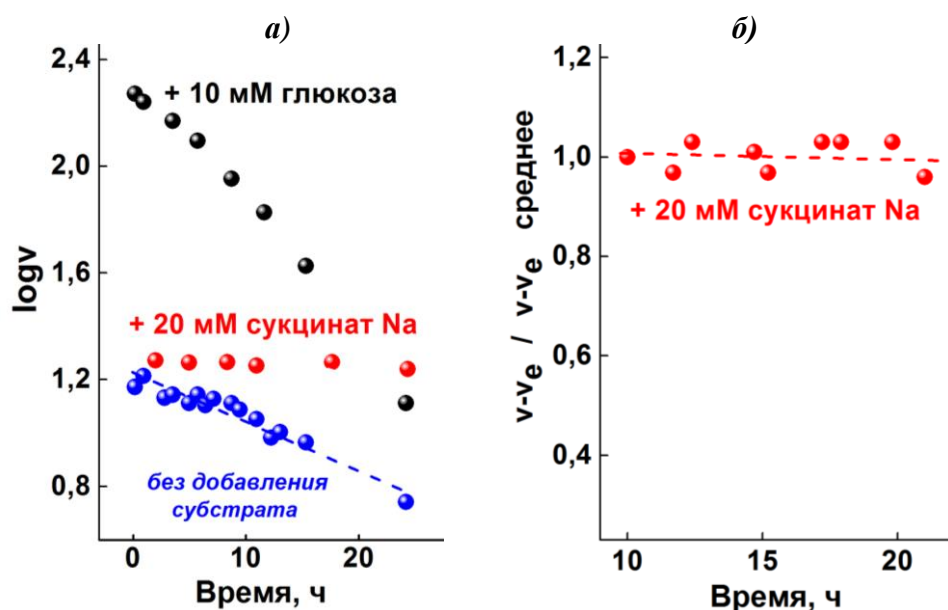 а)
2,4
2,0
1,6
1,2
0,8
logv
+ 10 мМ глюкоза
+ 20 мМ сукцинат Na
без добавления
субстрата
0
10
20
Время, ч
б)
1,2
1,0
0,8
0,6
0,4
v-ve / v-ve среднее
+ 20 мМ сукцинат Na
10
15
20
Время, ч